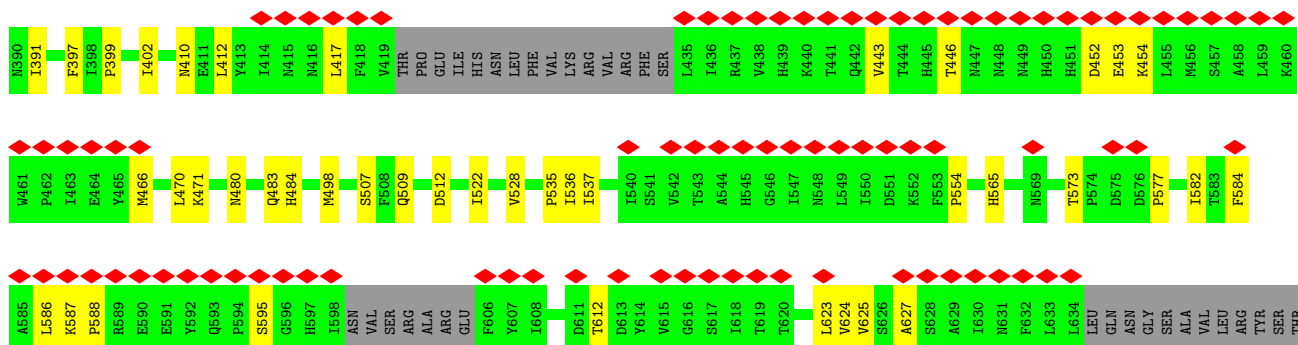 N390 I391 F397 I398 P399 I402 N410 E411 L412 Y413 I414 N415 N416 L417 F418 V419 THR PRO GLU ILE HIS ASN LEU PHE VAL LYS ARG VAL ARG PHE SER L435 I436 R437 V438 H439 K440 T441 Q442 V443 T444 H445 T446 N447 N448 N449 H450 H451 D452 E453 K454 L455 M456 S457 A458 L459 K460
W461 P462 I463 E464 Y465 M466 L470 K471 N480 Q483 H484 M498 S507 F508 Q509 D512 I522 V528 P535 I536 I537 I540 S541 V542 T543 A544 H545 G546 I547 N548 L549 I550 D551 K552 F553 P554 H565 N569 T573 P574 D575 D576 P577 I582 T583 F584
A585 L586 K587 P588 R589 E590 E591 Y592 Q593 P594 S595 G596 H597 I598 ASN VAL SER ARG ALA ARG GLU F606 Y607 I608 D611 T612 D613 Y614 V615 G616 S617 I618 T619 T620 L623 V624 V625 S626 A627 S628 A629 I630 N631 F632 L633 L634 LEU GLN ASN GLY SER ALA VAL LEU ARG TYR SER THR